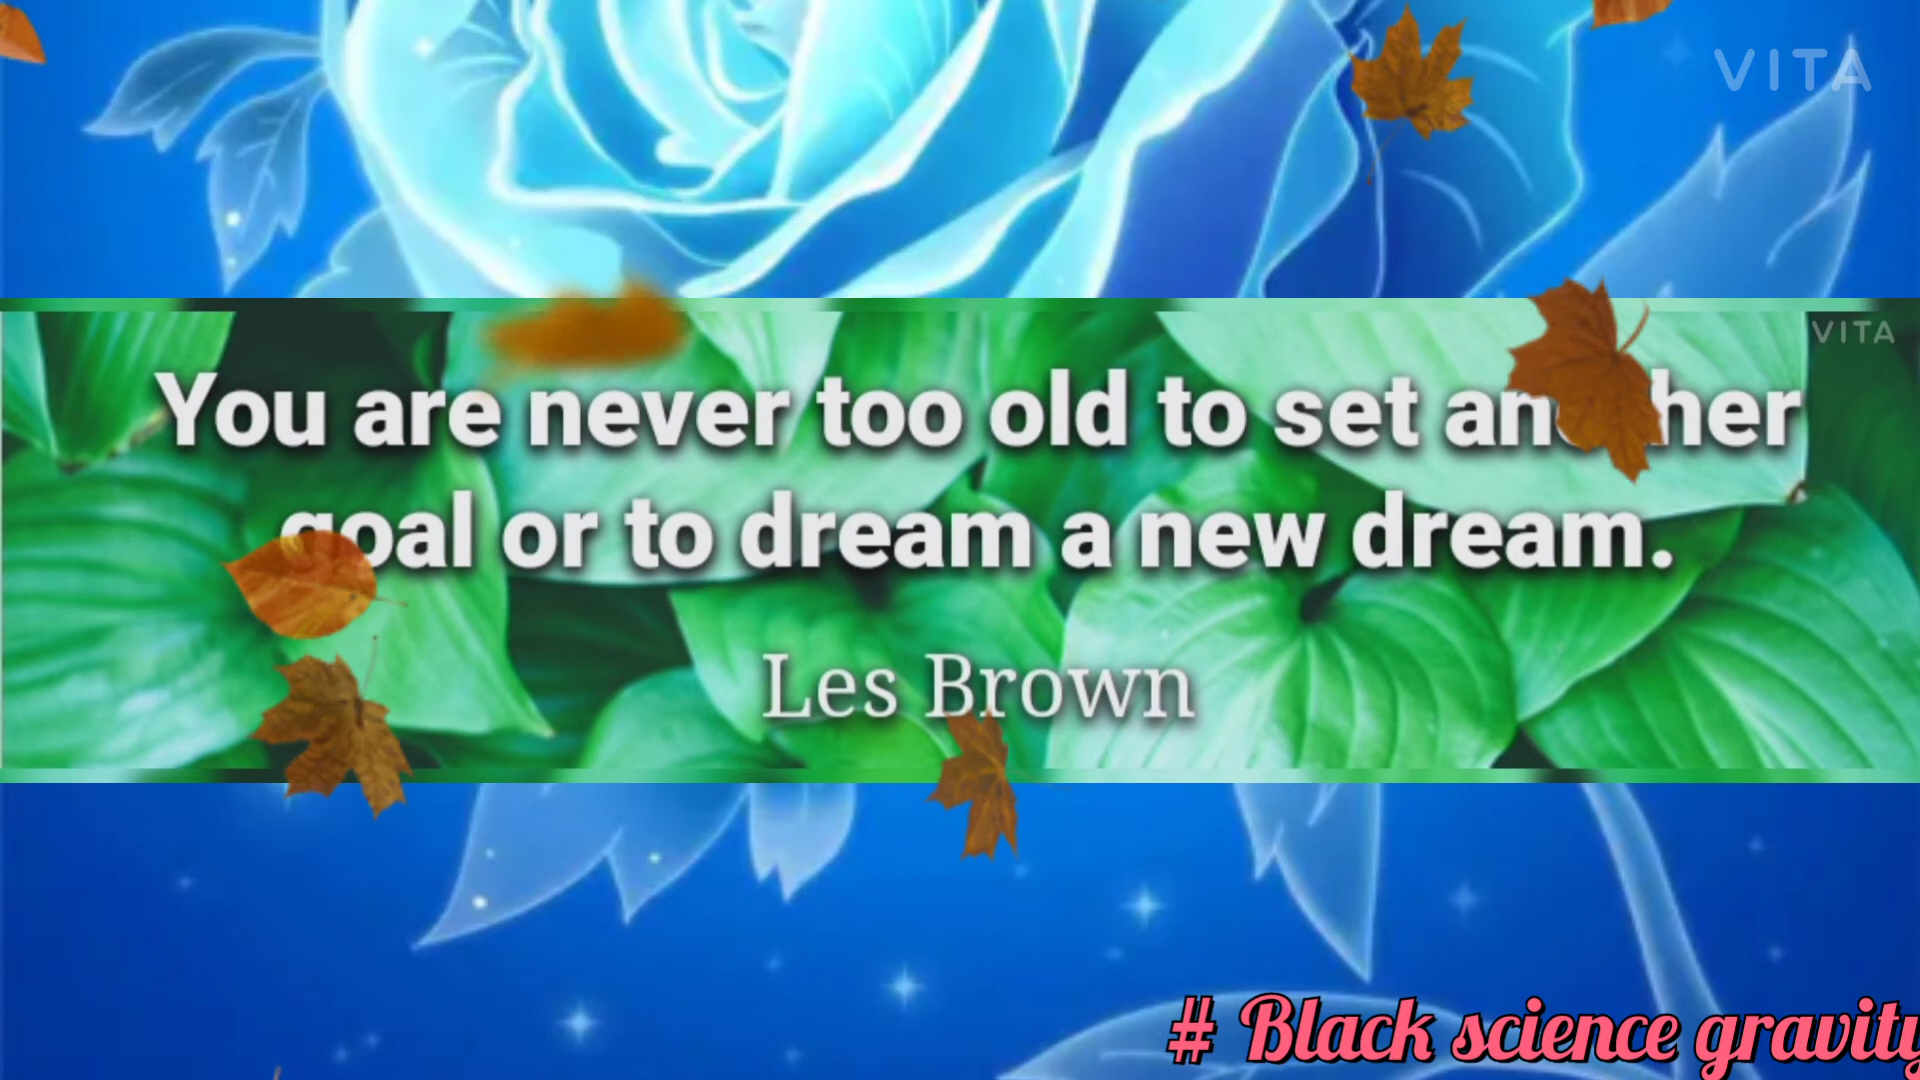 VITA
VITA
You are never too old to set another
goal or to dream a new dream.
Les Brown
# Black science gravity